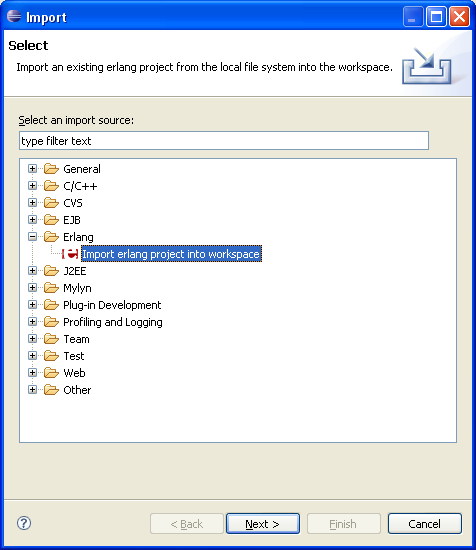 Import
Select
Import an existing erlang project from the local file system into the workspace.
Select an import source:
type filter text
General
C/C++
CVS
EJB
Erlang
Import erlang project into workspace
J2EE
Mylyn
Plug-in Development
Profiling and Logging
Team
Test
Web
Other
? < Back Next > Finish Cancel